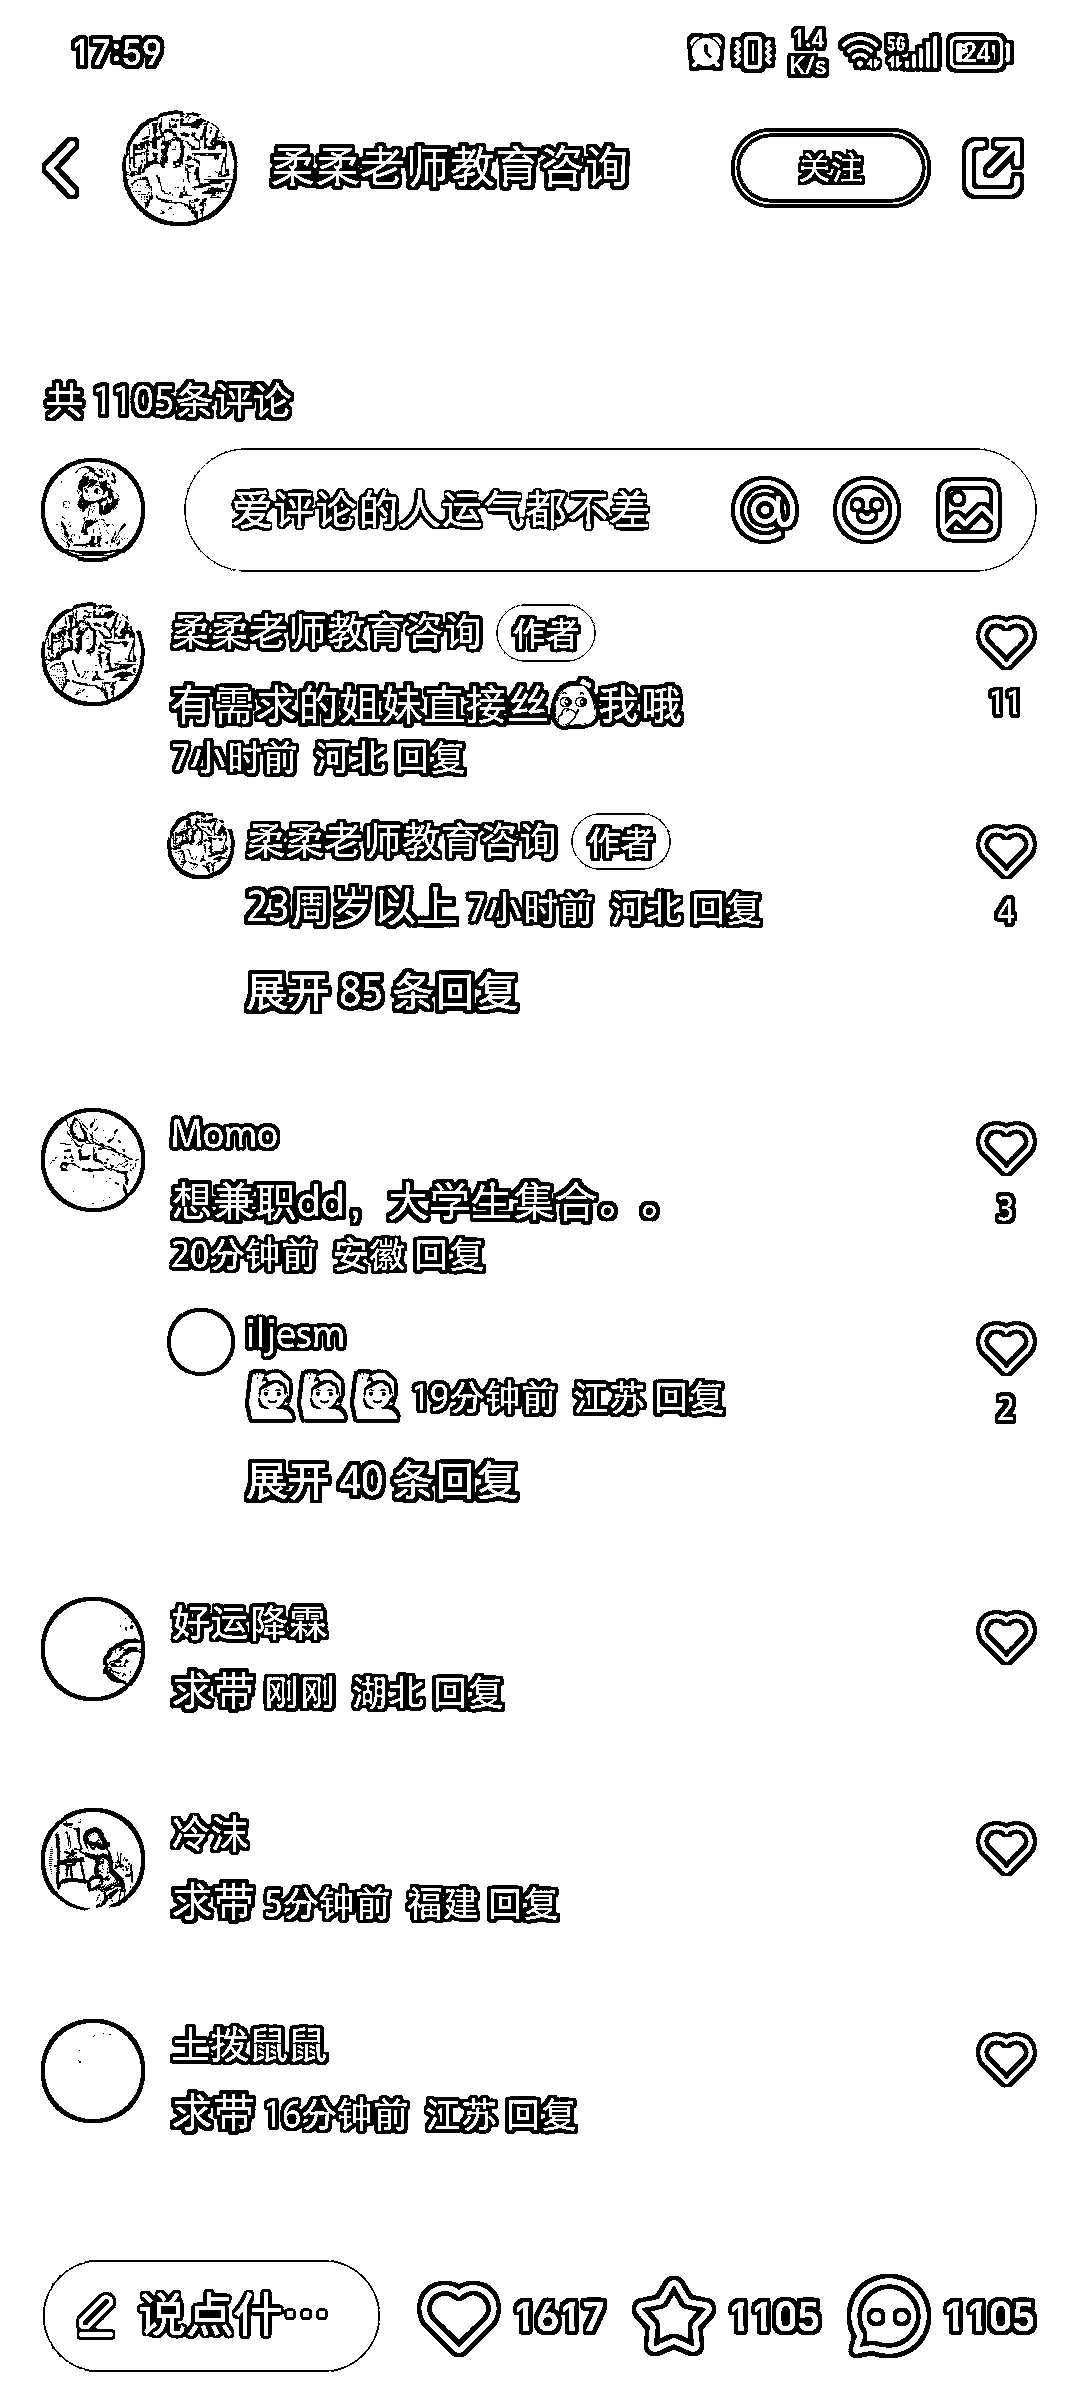 17:59
1.4 K/s 5G 24
柔柔老师教育咨询
关注
共 1105条评论
爱评论的人运气都不差
柔柔老师教育咨询 作者
有需求的姐妹直接丝我哦
11
7小时前 河北 回复
柔柔老师教育咨询 作者
23周岁以上 7小时前 河北 回复
4
展开 85 条回复
Momo
想兼职dd，大学生集合。。
3
20分钟前 安徽 回复
iljesm
19分钟前 江苏 回复
2
展开 40 条回复
好运降霖
求带 刚刚 湖北 回复
冷沫
求带 5分钟前 福建 回复
土拨鼠鼠
求带 16分钟前 江苏 回复
说点什… 1617 1105 1105